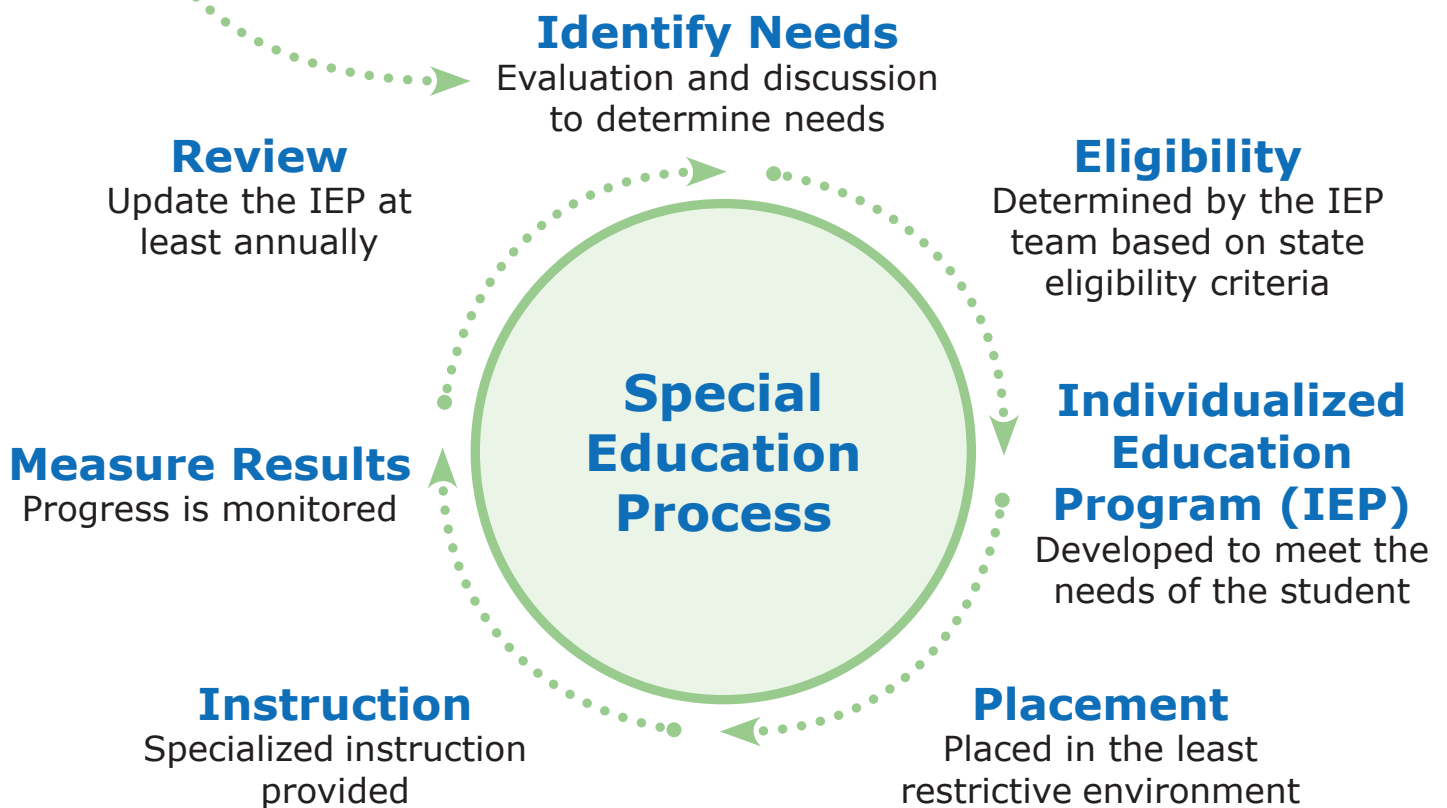 Identify Needs
Evaluation and discussion
to determine needs
Eligibility
Determined by the IEP
team based on state
eligibility criteria
Individualized
Education
Program (IEP)
Developed to meet the
needs of the student
Placement
Placed in the least
restrictive environment
Instruction
Specialized instruction
provided
Measure Results
Progress is monitored
Review
Update the IEP at
least annually
Special
Education
Process